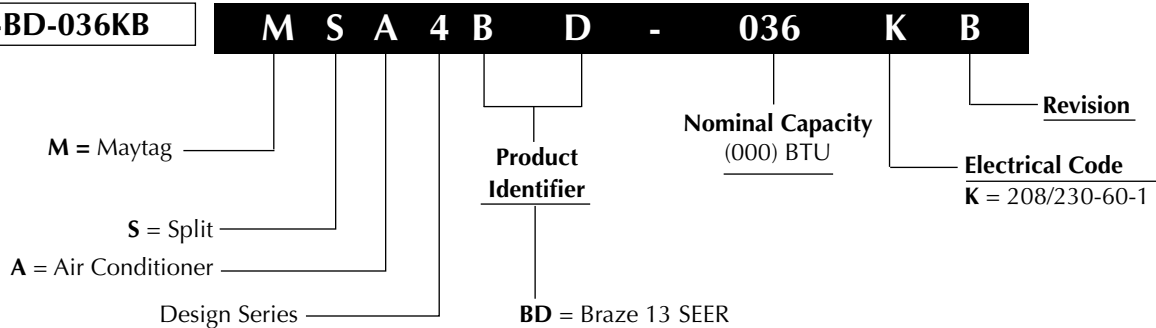 -BD-036KB
M S A 4 B D - 036 K B
Revision
Nominal Capacity
(000) BTU
M = Maytag
Product
Identifier
Electrical Code
K = 208/230-60-1
S = Split
A = Air Conditioner
Design Series
BD = Braze 13 SEER